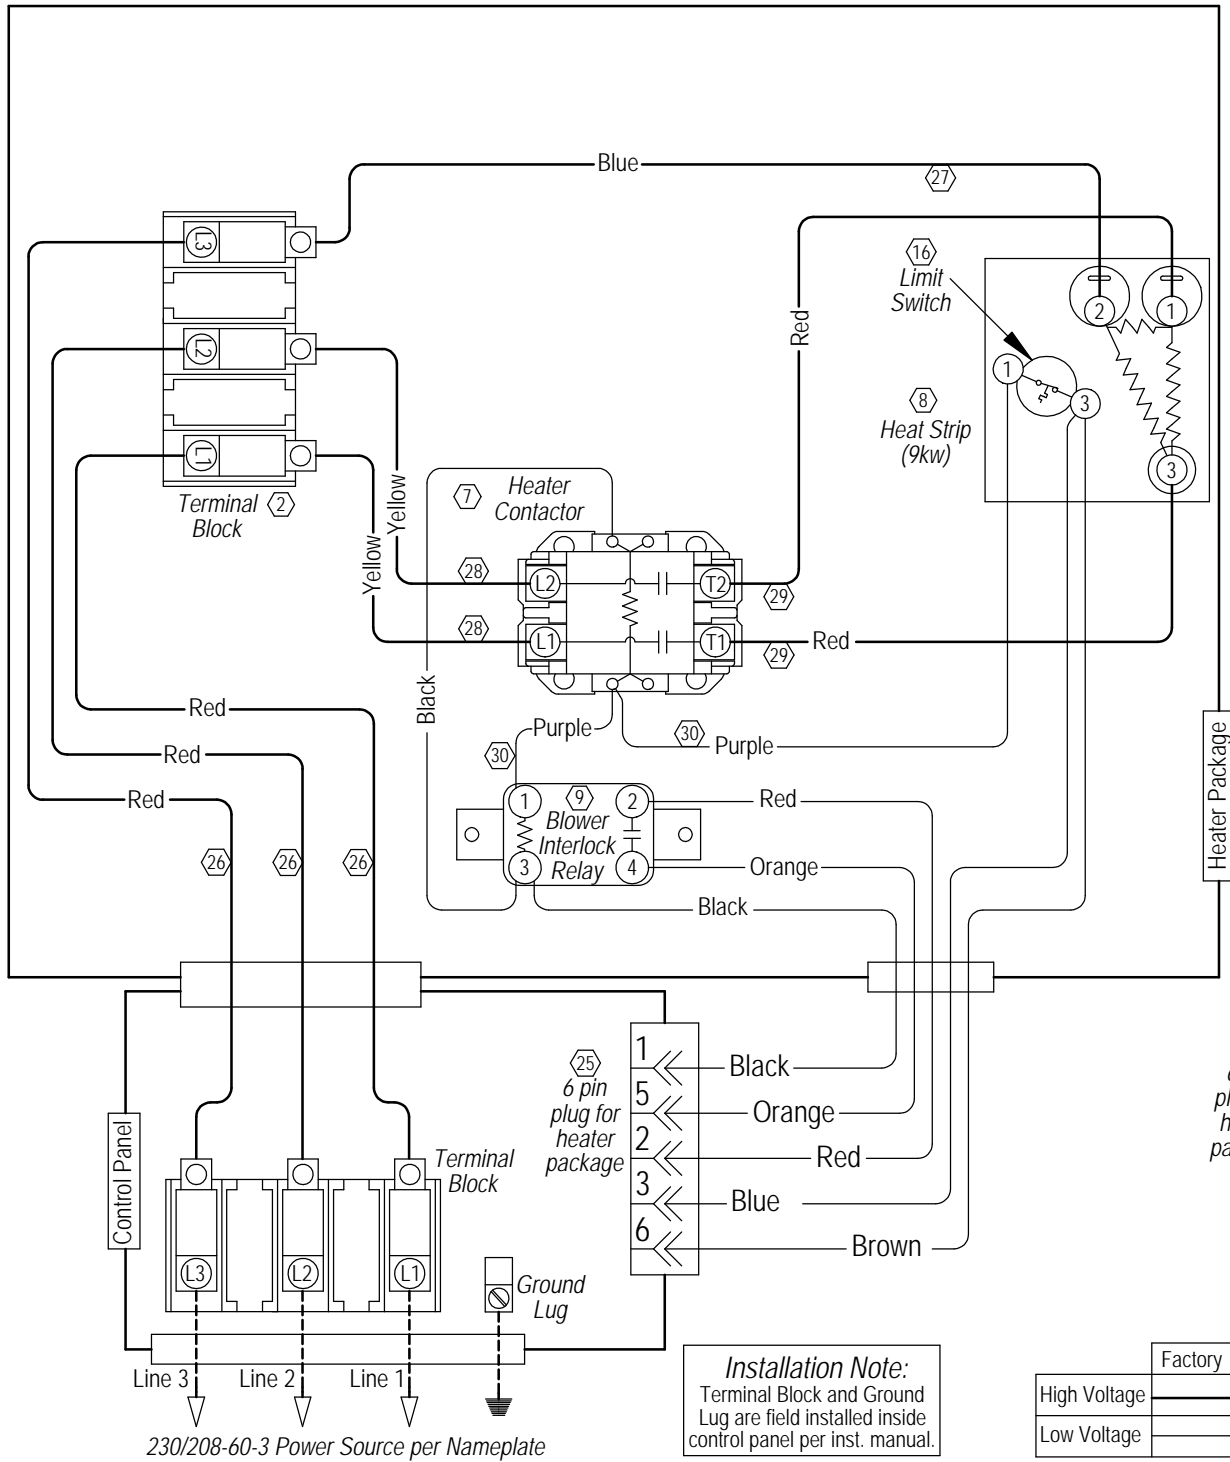 Blue
27
16
Limit
Switch
L3
2
1
L2
Red
1
8
3
Heat Strip
(9kw)
L1
3
Terminal 2
Block
Yellow
Yellow
7
Heater
Contactor
28
L2
T2
29
28
L1
T1
29
Red
Black
Red
Purple
30
30
Purple
Red
Red
Heater Package
1
9
2
Red
Blower
Interlock
Relay
3
4
Orange
26
26
26
Black
25
6 pin
plug for
heater
package
1
Black
5
Orange
2
Red
3
Blue
6
Brown
Control Panel
Terminal
Block
L3
L2
L1
Ground
Lug
Line 3
Line 2
Line 1
230/208-60-3 Power Source per Nameplate
Installation Note:
Terminal Block and Ground
Lug are field installed inside
control panel per inst. manual.
Factory
High Voltage
Low Voltage